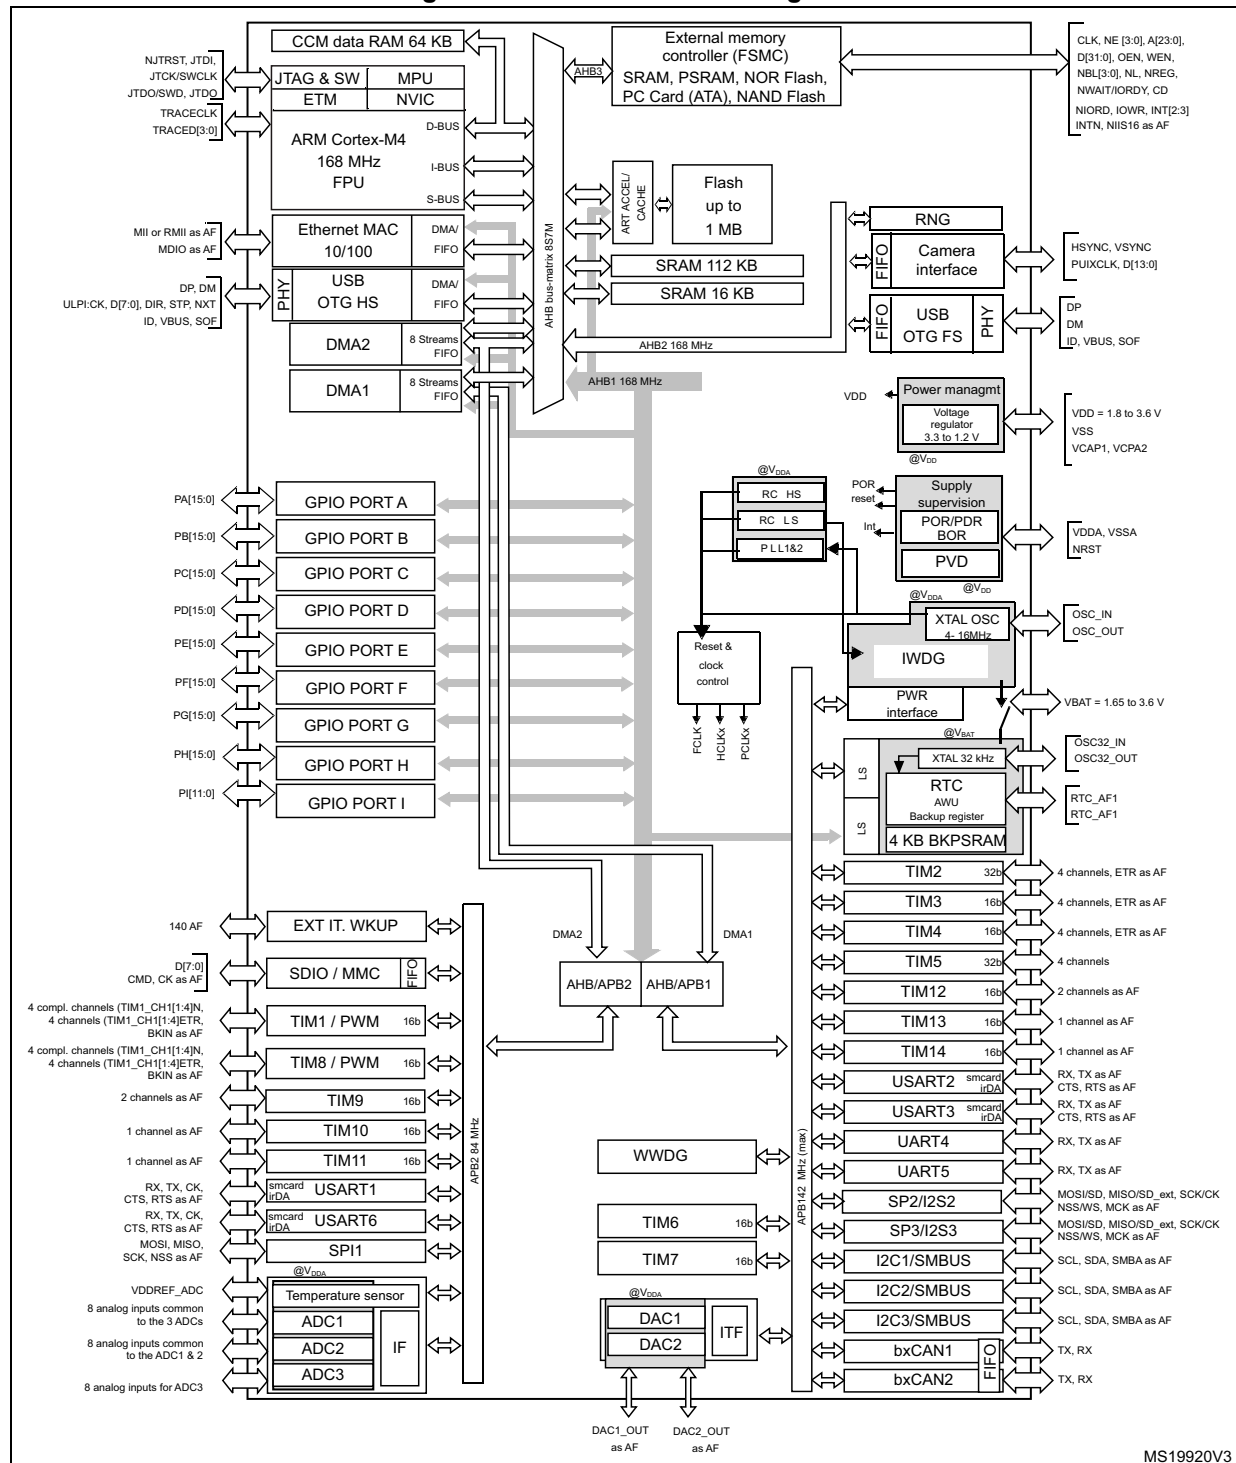 CCM data RAM 64 KB
External memory
controller (FSMC)
SRAM, PSRAM, NOR Flash,
PC Card (ATA), NAND Flash
AHB3
CLK, NE [3:0], A[23:0],
D[31:0], OEN, WEN,
NBL[3:0], NL, NREG,
NWAIT/IORDY, CD
NIORD, IOWR, INT[2:3]
INTN, NIIS16 as AF
NJTRST, JTDI,
JTCK/SWCLK
JTDO/SWD, JTDO
TRACECLK
TRACED[3:0]
JTAG & SW
MPU
ETM
NVIC
ARM Cortex-M4
168 MHz
FPU
D-BUS
I-BUS
S-BUS
AHB bus-matrix 8S7M
ART ACCEL/
CACHE
Flash
up to
1 MB
SRAM 112 KB
SRAM 16 KB
MII or RMII as AF
MDIO as AF
Ethernet MAC
10/100
DMA/
FIFO
DP, DM
ULPI:CK, D[7:0], DIR, STP, NXT
ID, VBUS, SOF
PHY
USB
OTG HS
DMA/
FIFO
DMA2
8 Streams
FIFO
DMA1
8 Streams
FIFO
RNG
FIFO
Camera
interface
HSYNC, VSYNC
PUIXCLK, D[13:0]
FIFO
USB
OTG FS
PHY
DP
DM
ID, VBUS, SOF
AHB2 168 MHz
AHB1 168 MHz
VDD
Power managmt
Voltage
regulator
3.3 to 1.2 V
@VDD
VDD = 1.8 to 3.6 V
VSS
VCAP1, VCPA2
@VDDA
RC HS
RC LS
PLL1&2
POR
reset
Int
Supply
supervision
POR/PDR
BOR
PVD
@VDD
VDDA, VSSA
NRST
@VDDA
XTAL OSC
4- 16MHz
IWDG
OSC_IN
OSC_OUT
PWR
interface
VBAT = 1.65 to 3.6 V
Reset &
clock
control
FCLK
HCLKx
PCLKx
@VBAT
XTAL 32 kHz
OSC32_IN
OSC32_OUT
LS
LS
RTC
AWU
Backup register
RTC_AF1
RTC_AF1
4 KB BKPSRAM
PA[15:0]
GPIO PORT A
PB[15:0]
GPIO PORT B
PC[15:0]
GPIO PORT C
PD[15:0]
GPIO PORT D
PE[15:0]
GPIO PORT E
PF[15:0]
GPIO PORT F
PG[15:0]
GPIO PORT G
PH[15:0]
GPIO PORT H
PI[11:0]
GPIO PORT I
DMA2
DMA1
AHB/APB2
AHB/APB1
140 AF
EXT IT. WKUP
D[7:0]
CMD, CK as AF
SDIO / MMC
FIFO
4 compl. channels (TIM1_CH1[1:4]N,
4 channels (TIM1_CH1[1:4]ETR,
BKIN as AF
TIM1 / PWM 16b
4 compl. channels (TIM1_CH1[1:4]N,
4 channels (TIM1_CH1[1:4]ETR,
BKIN as AF
TIM8 / PWM 16b
2 channels as AF
TIM9 16b
1 channel as AF
TIM10 16b
1 channel as AF
TIM11 16b
RX, TX, CK,
CTS, RTS as AF
smcard
irDA
USART1
RX, TX, CK,
CTS, RTS as AF
smcard
irDA
USART6
MOSI, MISO,
SCK, NSS as AF
SPI1
@VDDA
VDDREF_ADC
Temperature sensor
8 analog inputs common
to the 3 ADCs
ADC1
8 analog inputs common
to the ADC1 & 2
ADC2
8 analog inputs for ADC3
ADC3
IF
APB2 84 MHz
APB142 MHz (max)
WWDG
TIM6 16b
TIM7 16b
@VDDA
DAC1
DAC2
ITF
DAC1_OUT
as AF
DAC2_OUT
as AF
TIM2 32b
4 channels, ETR as AF
TIM3 16b
4 channels, ETR as AF
TIM4 16b
4 channels, ETR as AF
TIM5 32b
4 channels
TIM12 16b
2 channels as AF
TIM13 16b
1 channel as AF
TIM14 16b
1 channel as AF
USART2
smcard
irDA
RX, TX as AF
CTS, RTS as AF
USART3
smcard
irDA
RX, TX as AF
CTS, RTS as AF
UART4
RX, TX as AF
UART5
RX, TX as AF
SP2/I2S2
MOSI/SD, MISO/SD_ext, SCK/CK
NSS/WS, MCK as AF
SP3/I2S3
MOSI/SD, MISO/SD_ext, SCK/CK
NSS/WS, MCK as AF
I2C1/SMBUS
SCL, SDA, SMBA as AF
I2C2/SMBUS
SCL, SDA, SMBA as AF
I2C3/SMBUS
SCL, SDA, SMBA as AF
bxCAN1
TX, RX
bxCAN2
TX, RX
FIFO
MS19920V3